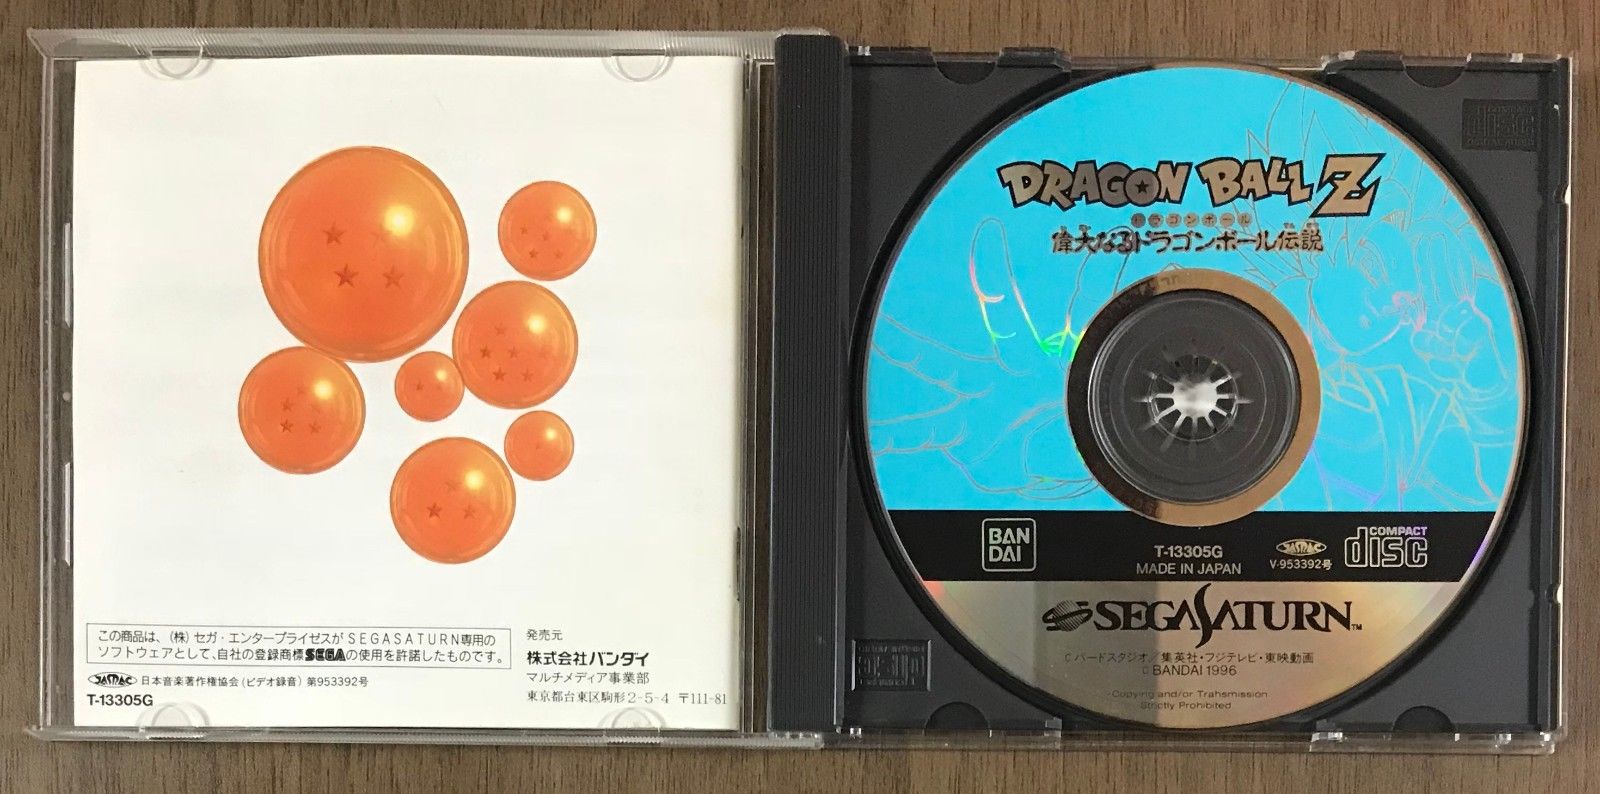 この商品は、(株)セガ・エンタープライゼスがSEGASATURN専用の
ソフトウェアとして、自社の登録商標SEGAの使用を許諾したものです。
JASRAC 日本音楽著作権協会(ビデオ録音)第953392号
T-13305G
発売元
株式会社バンダイ
マルチメディア事業部
東京都台東区駒形2-5-4 〒111-81
DRAGON BALL Z
ドラゴンボール
偉大なるドラゴンボール伝説
BAN
DAI
T-13305G
MADE IN JAPAN
JASRAC
V-953392号
COMPACT
disc
SEGASATURN™
©バードスタジオ/集英社・フジテレビ・東映動画
©BANDAI 1996
Copying and/or Transmission
Strictly Prohibited